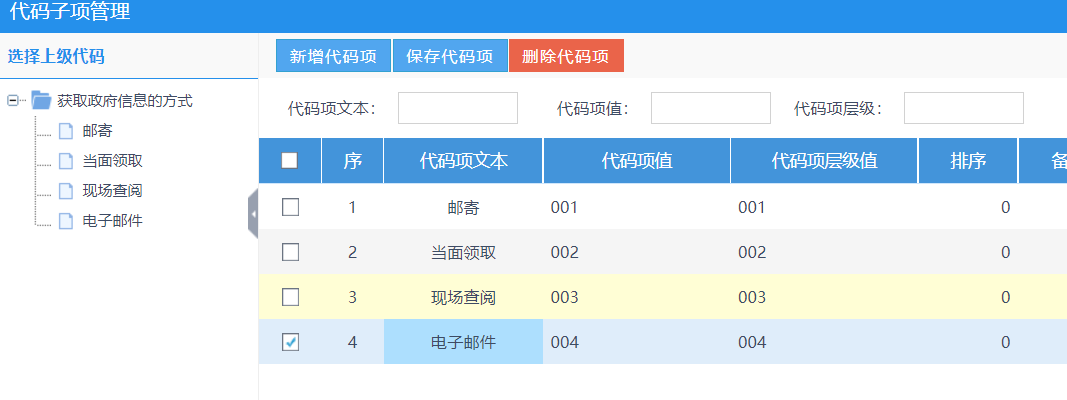 代码子项管理
选择上级代码
新增代码项 保存代码项 删除代码项
获取政府信息的方式
邮寄
当面领取
现场查阅
电子邮件
代码项文本： 代码项值： 代码项层级：
序 代码项文本 代码项值 代码项层级值 排序
1 邮寄 001 001 0
2 当面领取 002 002 0
3 现场查阅 003 003 0
4 电子邮件 004 004 0